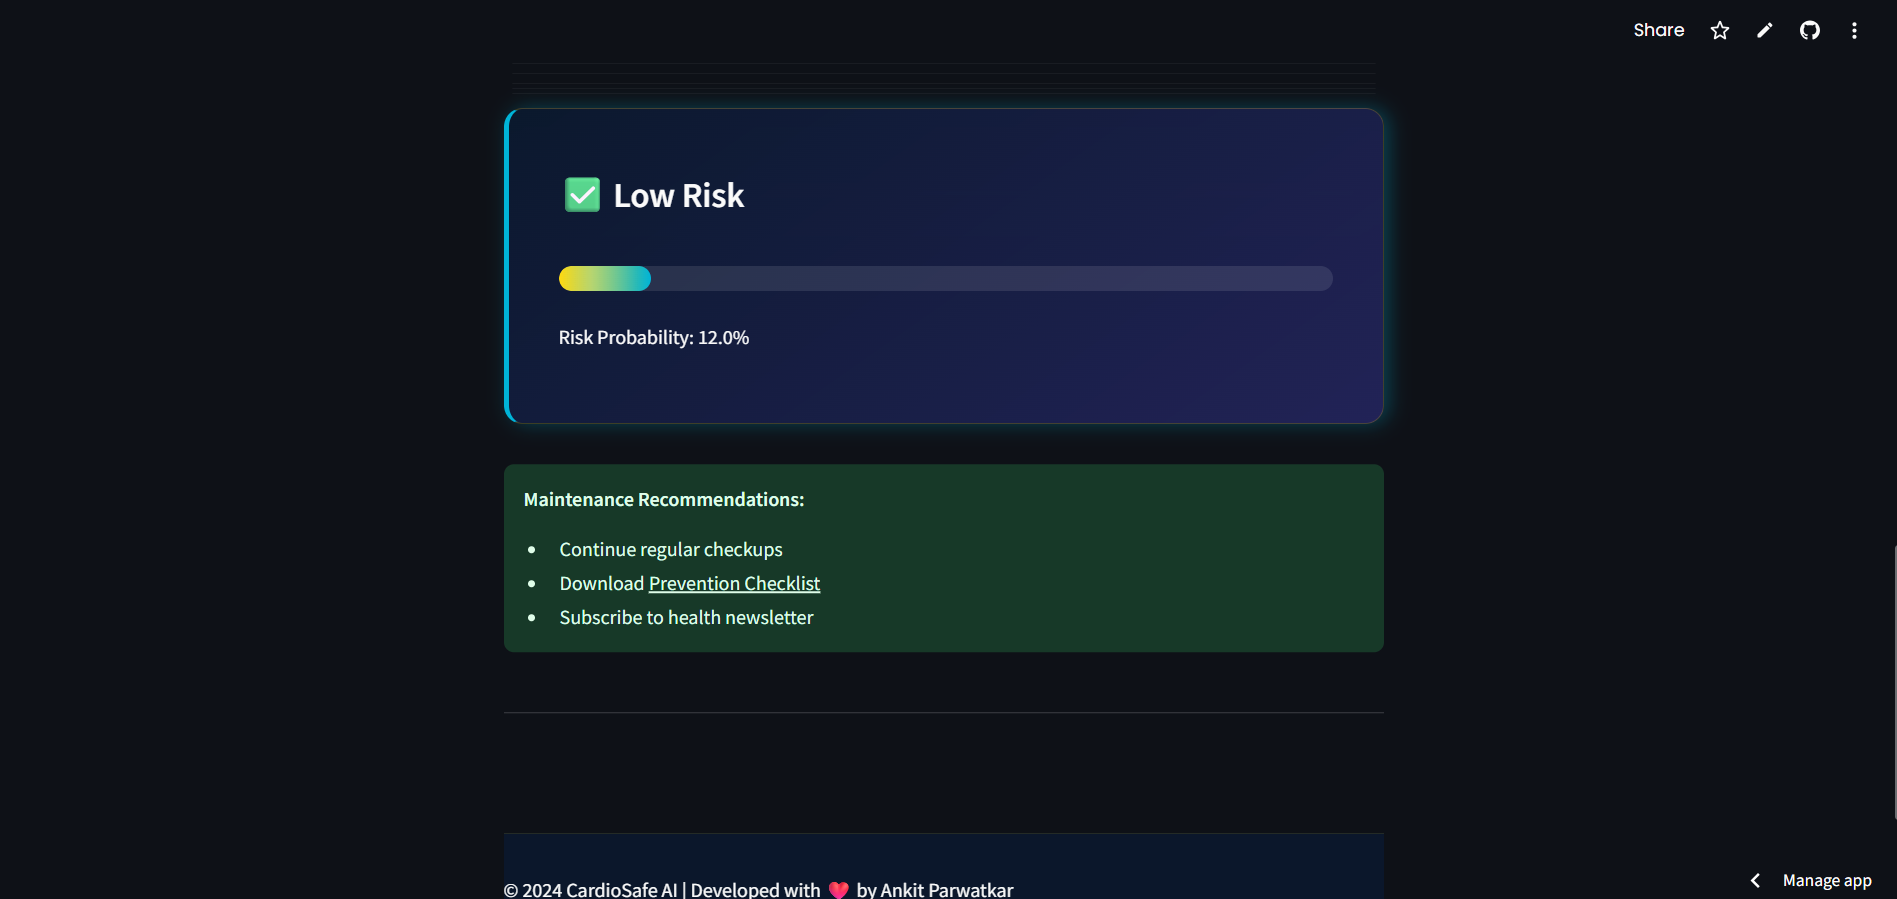 Share
Low Risk
Risk Probability: 12.0%
Maintenance Recommendations:
Continue regular checkups
Download Prevention Checklist
Subscribe to health newsletter
© 2024 CardioSafe AI | Developed with ❤️ by Ankit Parwatkar
Manage app